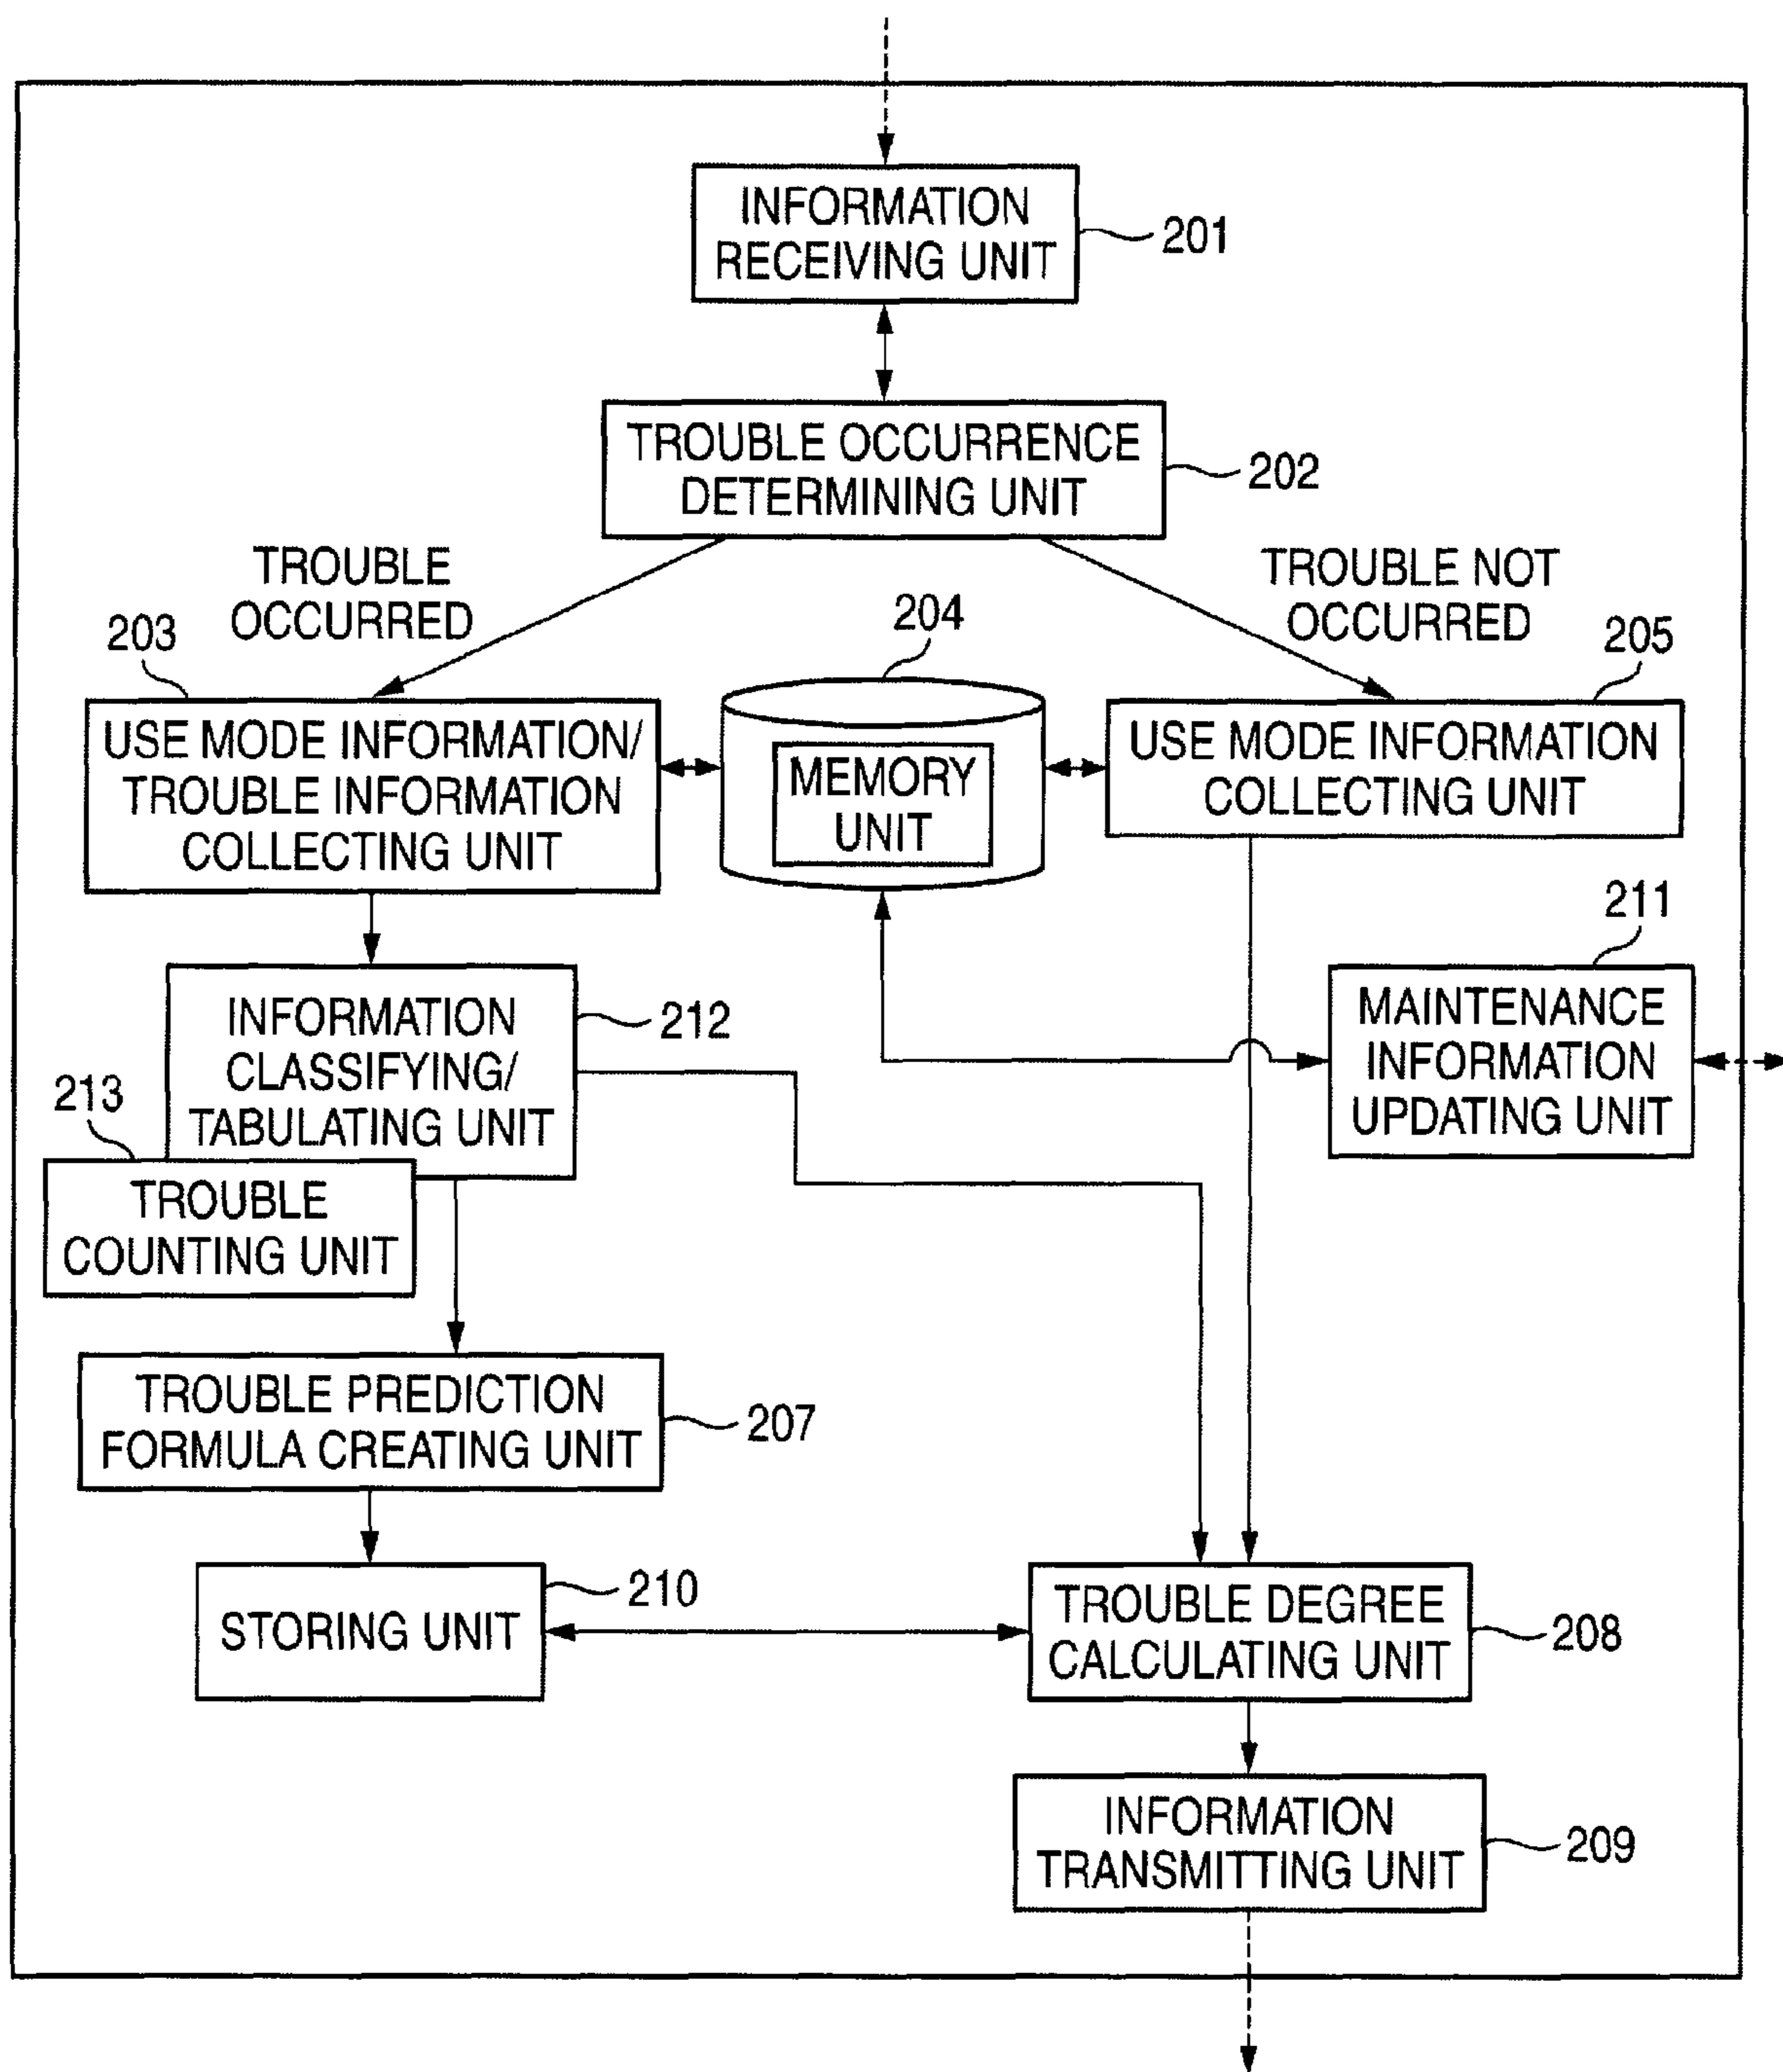 INFORMATION
RECEIVING UNIT
201
TROUBLE OCCURRENCE
DETERMINING UNIT
202
TROUBLE
OCCURRED
TROUBLE NOT
OCCURRED
203
204
205
USE MODE INFORMATION/
TROUBLE INFORMATION
COLLECTING UNIT
MEMORY
UNIT
USE MODE INFORMATION
COLLECTING UNIT
211
INFORMATION
CLASSIFYING/
TABULATING UNIT
212
MAINTENANCE
INFORMATION
UPDATING UNIT
213
TROUBLE
COUNTING UNIT
TROUBLE PREDICTION
FORMULA CREATING UNIT
207
STORING UNIT
210
TROUBLE DEGREE
CALCULATING UNIT
208
INFORMATION
TRANSMITTING UNIT
209